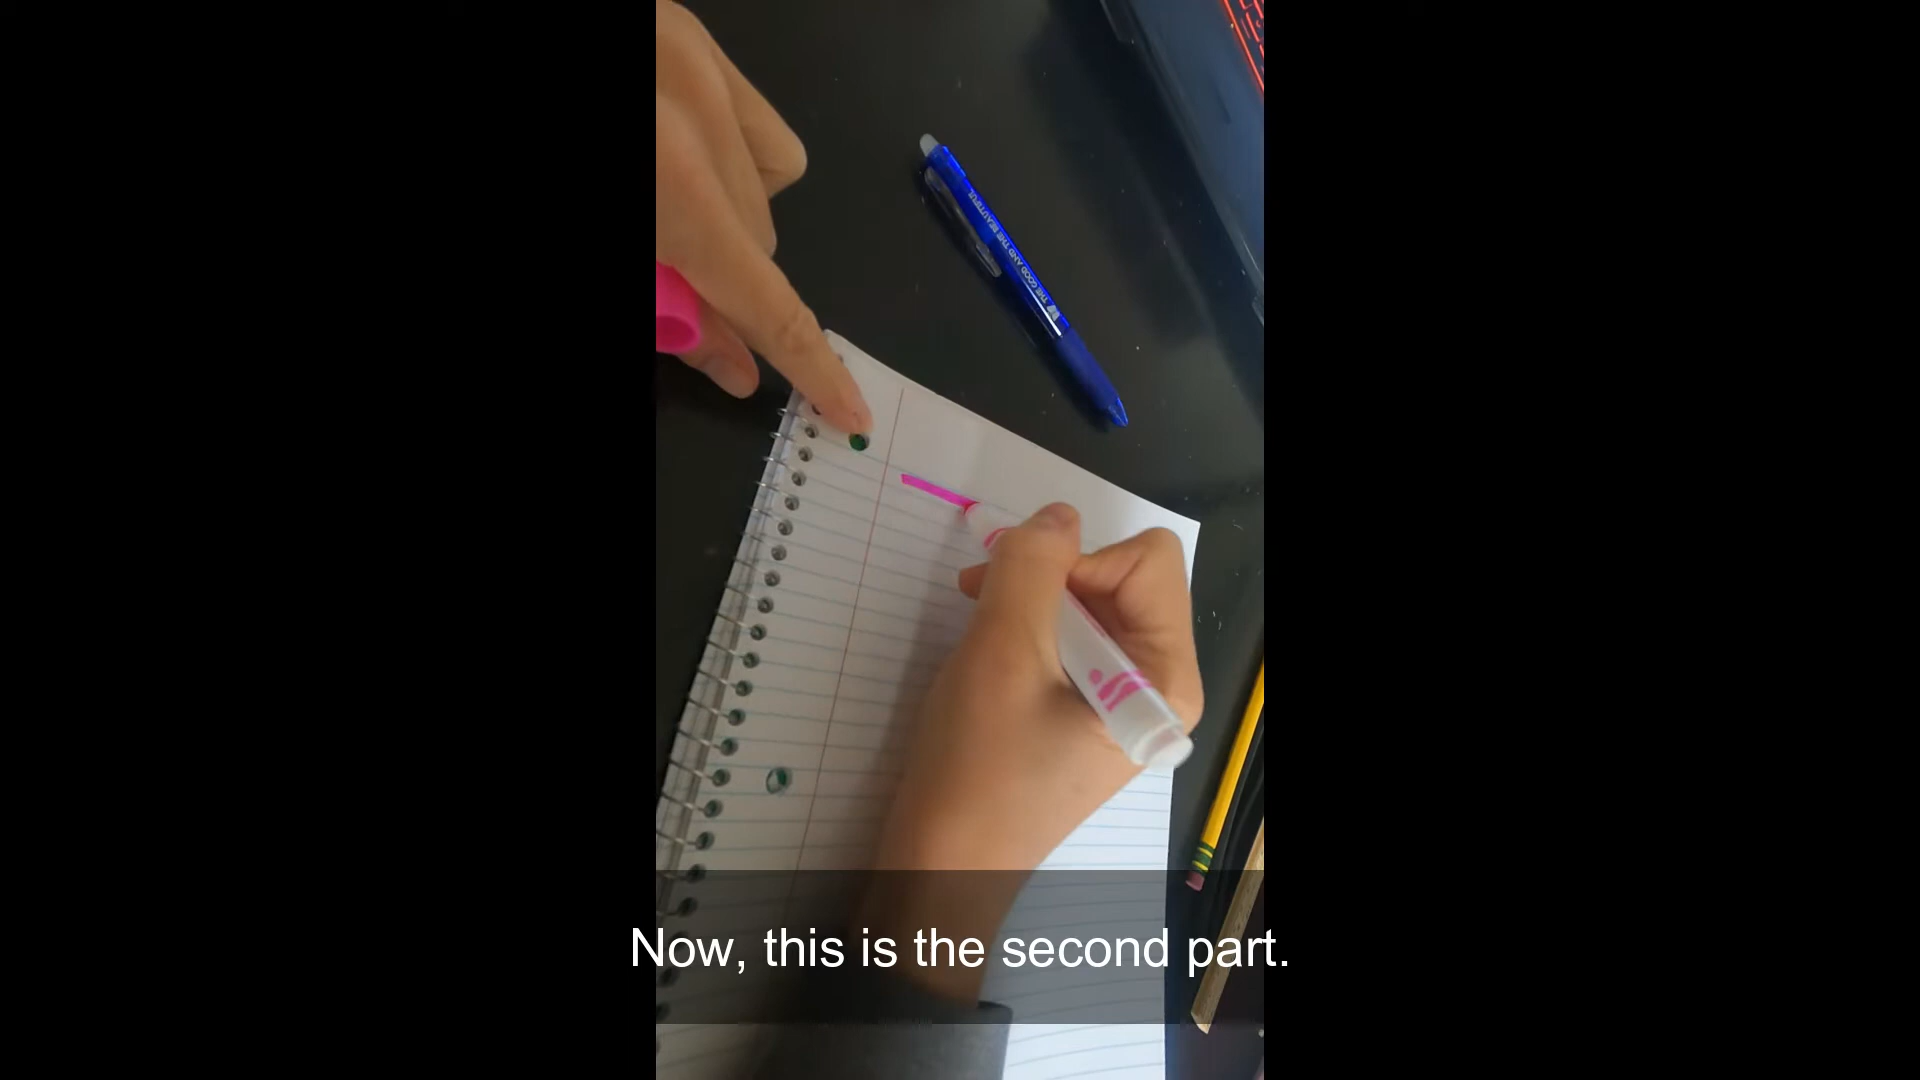 THE GOOD AND THE BEAUTIFUL
Now, this is the second part.